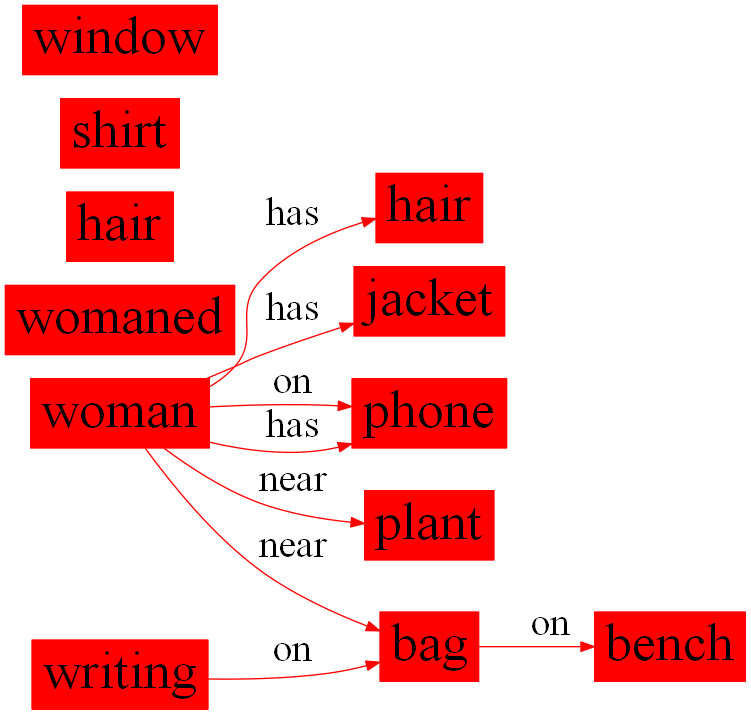 window
shirt
has
hair
hair
has
jacket
womaned
on
woman
has
phone
near
plant
near
on
bag
on
bench
writing